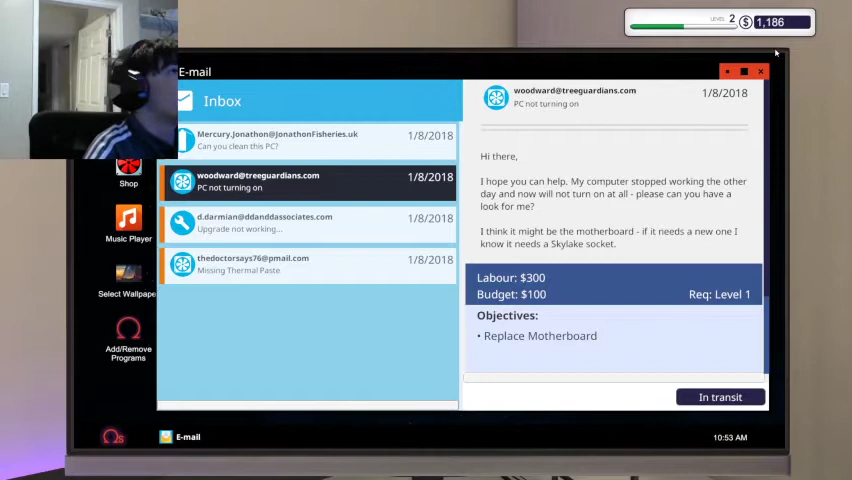 LEVEL 2 $ 1,186
E-mail
Inbox
Mercury.Jonathon@JonathonFisheries.uk 1/8/2018
Can you clean this PC?
woodward@treeguardians.com 1/8/2018
PC not turning on
d.darmian@ddanddassociates.com 1/8/2018
Upgrade not working...
thedoctorsays76@pmail.com 1/8/2018
Missing Thermal Paste
woodward@treeguardians.com 1/8/2018
PC not turning on
Hi there,
I hope you can help. My computer stopped working the other
day and now will not turn on at all - please can you have a
look for me?
I think it might be the motherboard - if it needs a new one I
know it needs a Skylake socket.
Labour: $300
Budget: $100 Req: Level 1
Objectives:
• Replace Motherboard
In transit
Shop
Music Player
Select Wallpape
Add/Remove
Programs
Ωs E-mail 10:53 AM